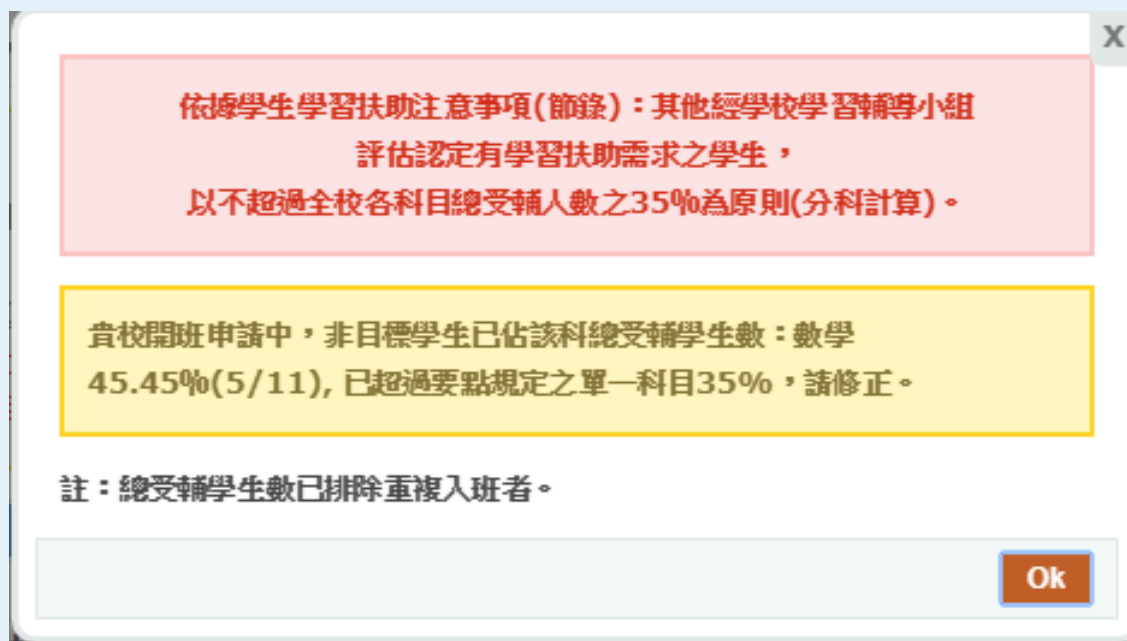 X
依據學生學習扶助注意事項(節錄)：其他經學校學習輔導小組
評估認定有學習扶助需求之學生，
以不超過全校各科目總受輔人數之35%為原則(分科計算)。
貴校開班申請中，非目標學生已佔該科總受輔學生數：數學
45.45%(5/11), 已超過要點規定之單一科目35%，請修正。
註：總受輔學生數已排除重複入班者。
Ok